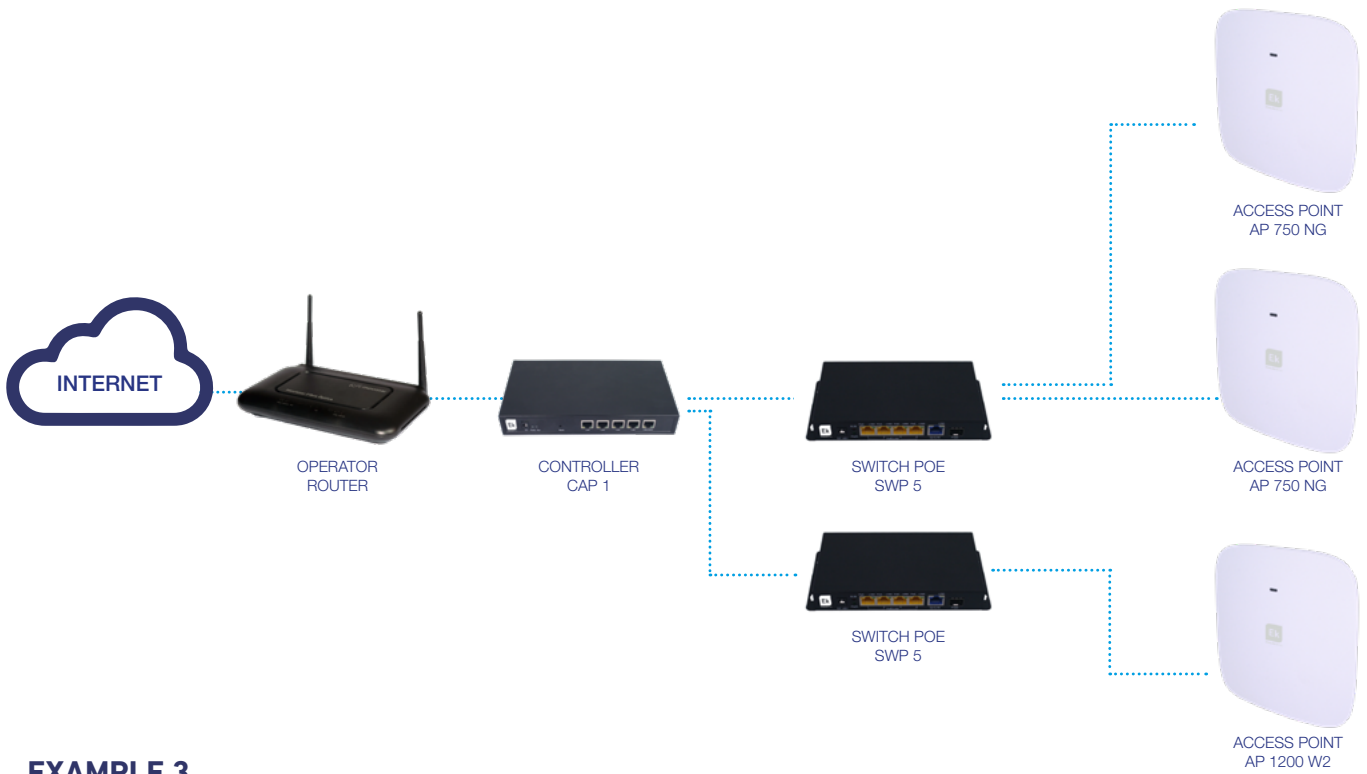 ACCESS POINT
AP 750 NG
INTERNET
OPERATOR
ROUTER
CONTROLLER
CAP 1
SWITCH POE
SWP 5
ACCESS POINT
AP 750 NG
SWITCH POE
SWP 5
ACCESS POINT
AP 1200 W2
EXAMPLE 3